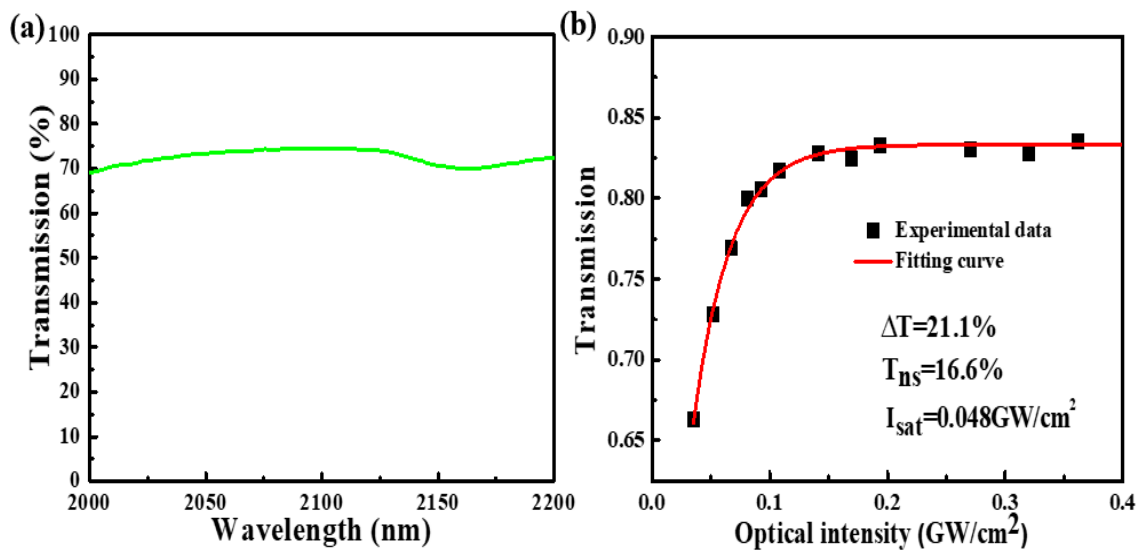 (a)
100
90
80
70
60
50
40
30
20
10
0
Transmission (%)
2000 2050 2100 2150 2200
Wavelength (nm)
(b)
0.90
0.85
0.80
0.75
0.70
0.65
Transmission
Experimental data
Fitting curve
ΔT=21.1%
Tns=16.6%
Isat=0.048GW/cm²
0.0 0.1 0.2 0.3 0.4
Optical intensity (GW/cm²)